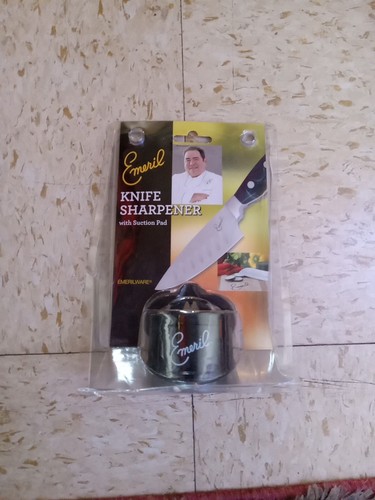 Emeril
KNIFE
SHARPENER
with Suction Pad
EMERILWARE
Emeril